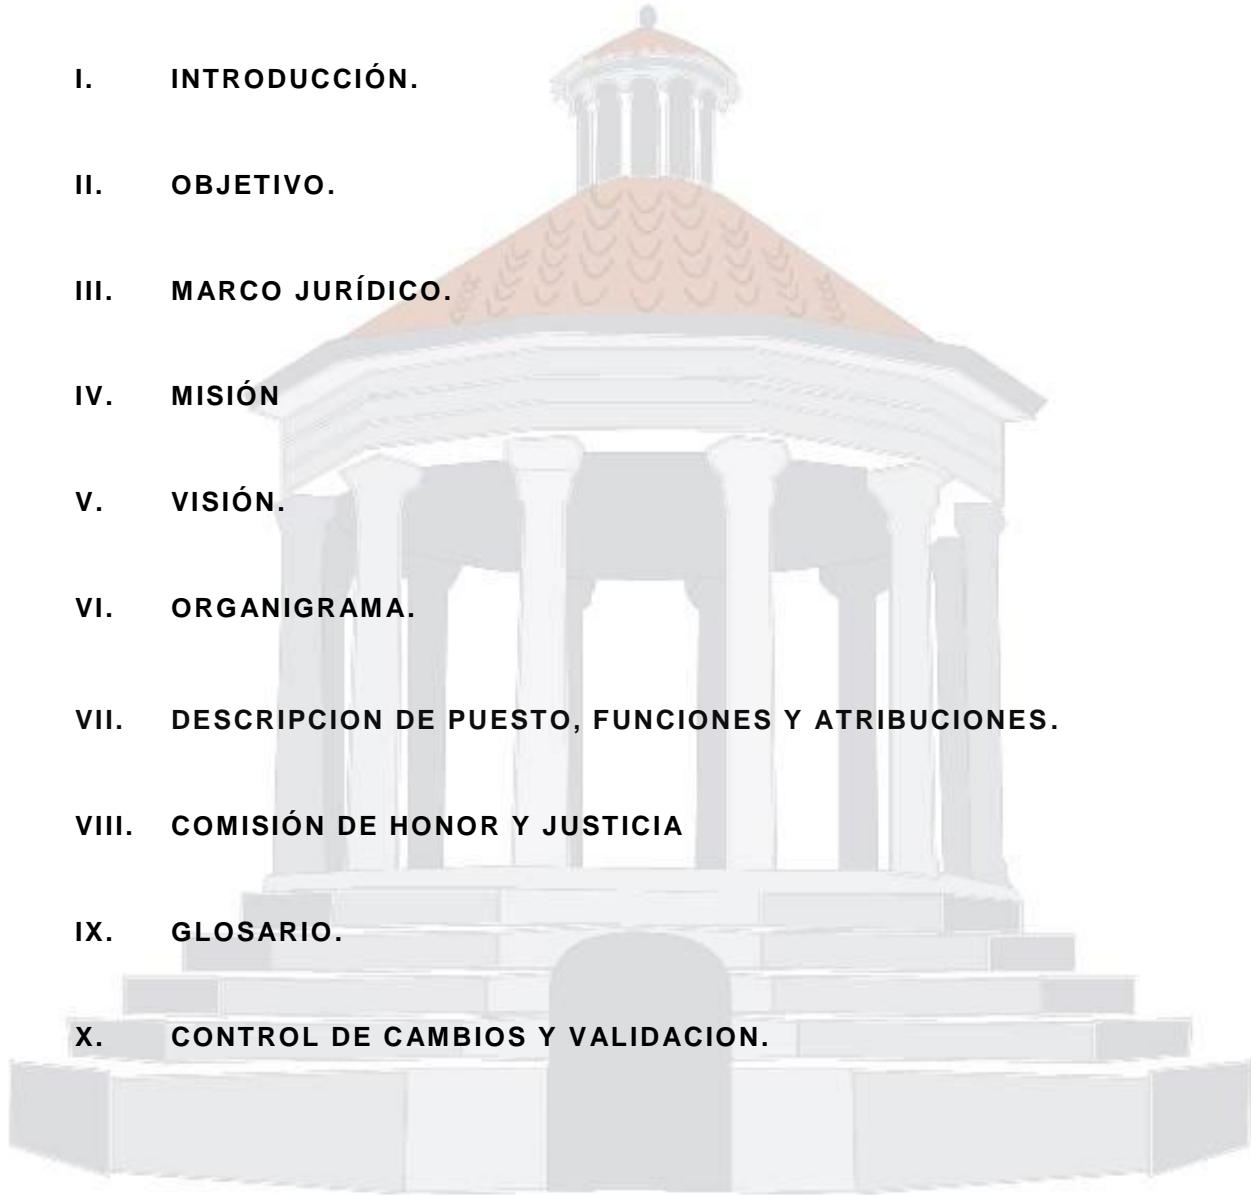 I. INTRODUCCIÓN.
II. OBJETIVO.
III. MARCO JURÍDICO.
IV. MISIÓN
V. VISIÓN.
VI. ORGANIGRAMA.
VII. DESCRIPCION DE PUESTO, FUNCIONES Y ATRIBUCIONES.
VIII. COMISIÓN DE HONOR Y JUSTICIA
IX. GLOSARIO.
X. CONTROL DE CAMBIOS Y VALIDACION.